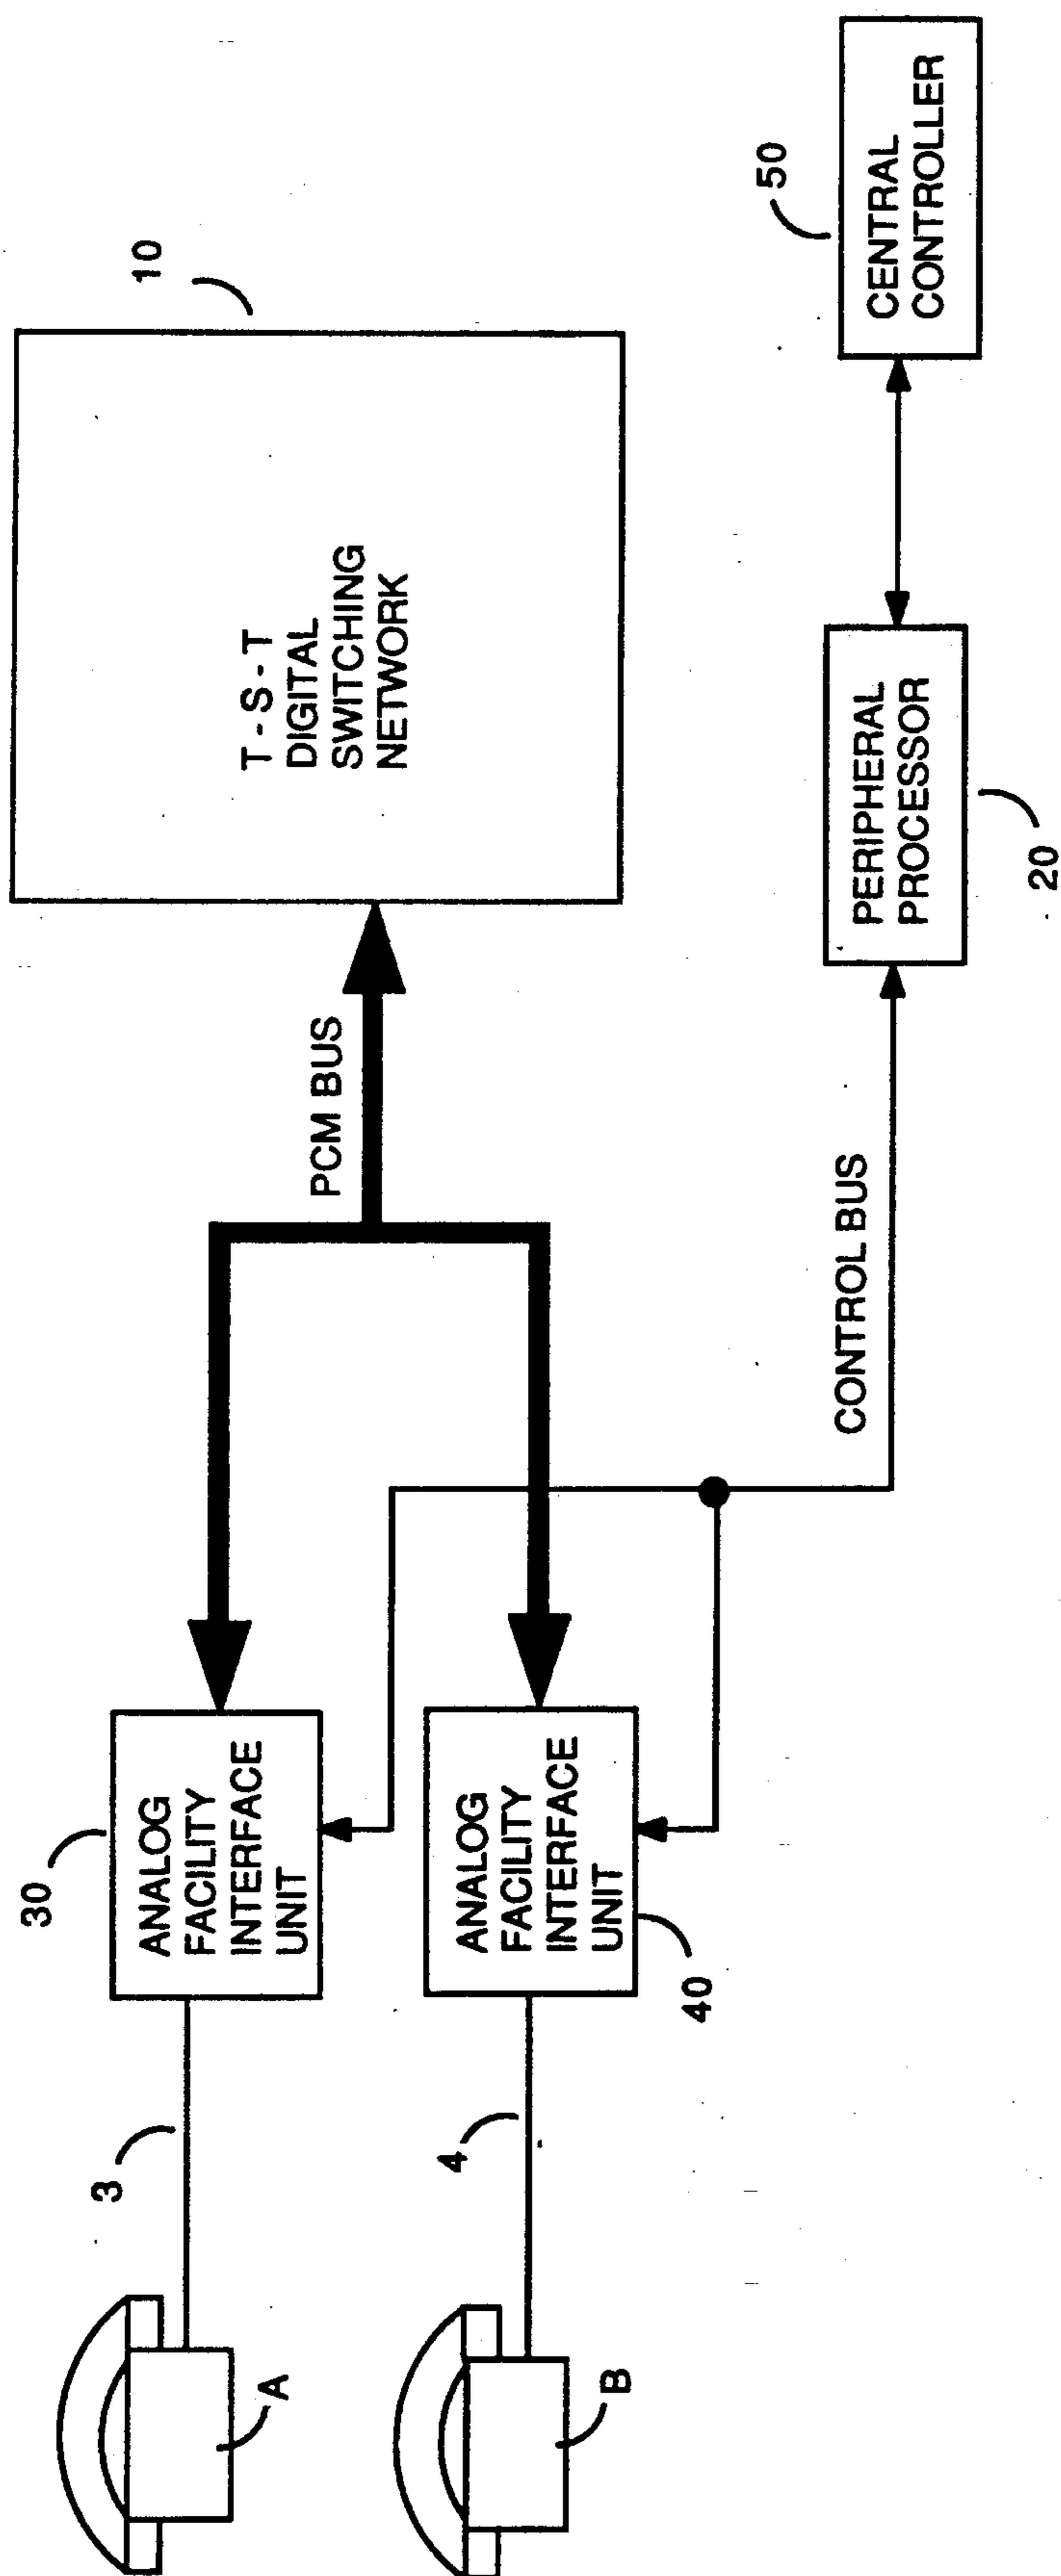 A
3
30
ANALOG
FACILITY
INTERFACE
UNIT
B
4
40
ANALOG
FACILITY
INTERFACE
UNIT
PCM BUS
CONTROL BUS
10
T - S - T
DIGITAL
SWITCHING
NETWORK
PERIPHERAL
PROCESSOR
20
50
CENTRAL
CONTROLLER